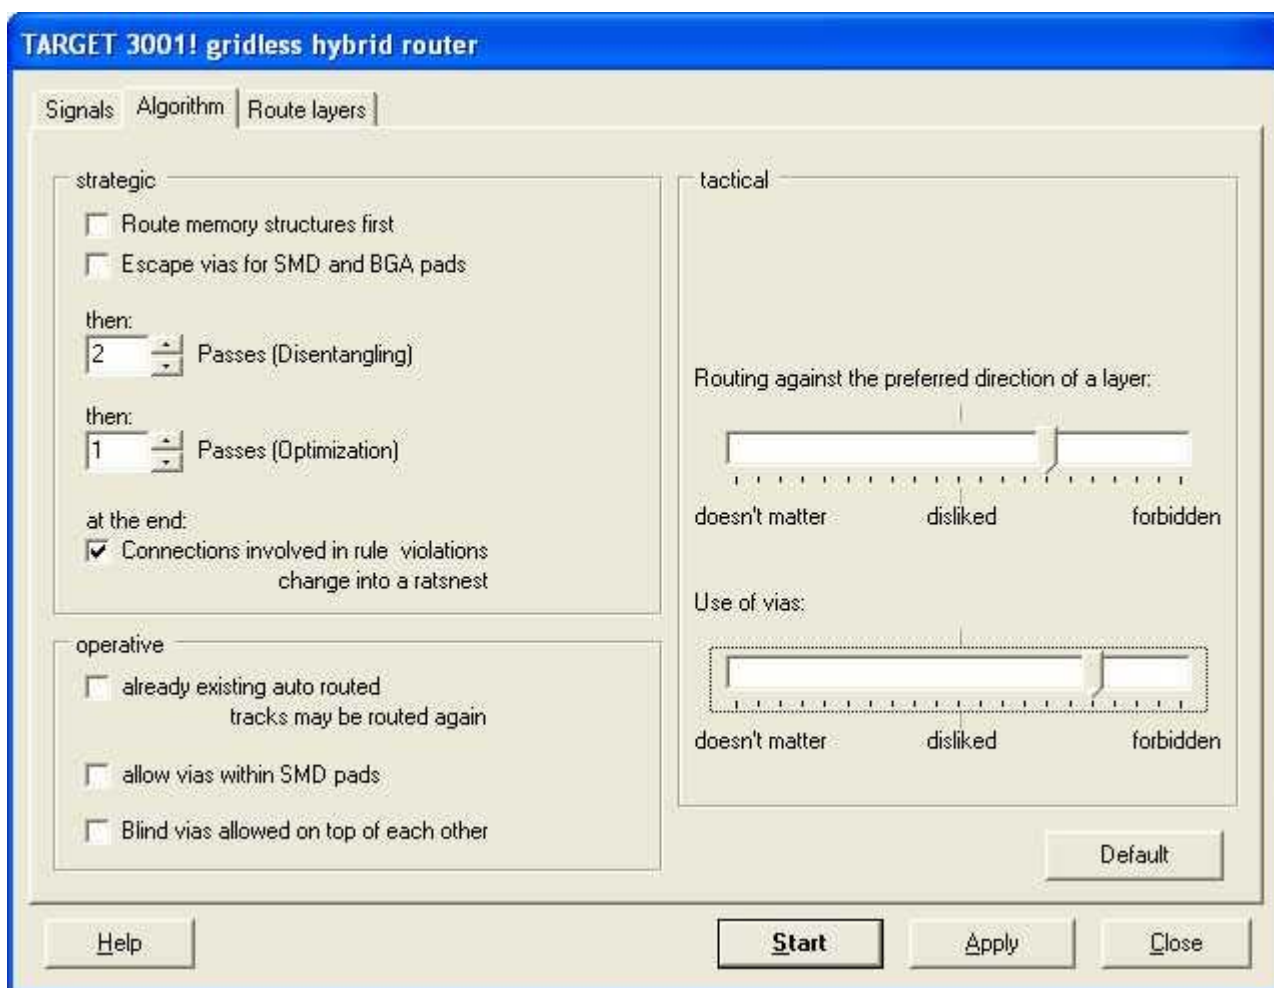 TARGET 3001! gridless hybrid router
Signals
Algorithm
Route layers
strategic
Route memory structures first
Escape vias for SMD and BGA pads
then:
2 Passes (Disentangling)
then:
1 Passes (Optimization)
at the end:
Connections involved in rule violations
change into a ratsnest
operative
already existing auto routed
tracks may be routed again
allow vias within SMD pads
Blind vias allowed on top of each other
tactical
Routing against the preferred direction of a layer:
doesn't matter disliked forbidden
Use of vias:
doesn't matter disliked forbidden
Default
Help
Start
Apply
Close